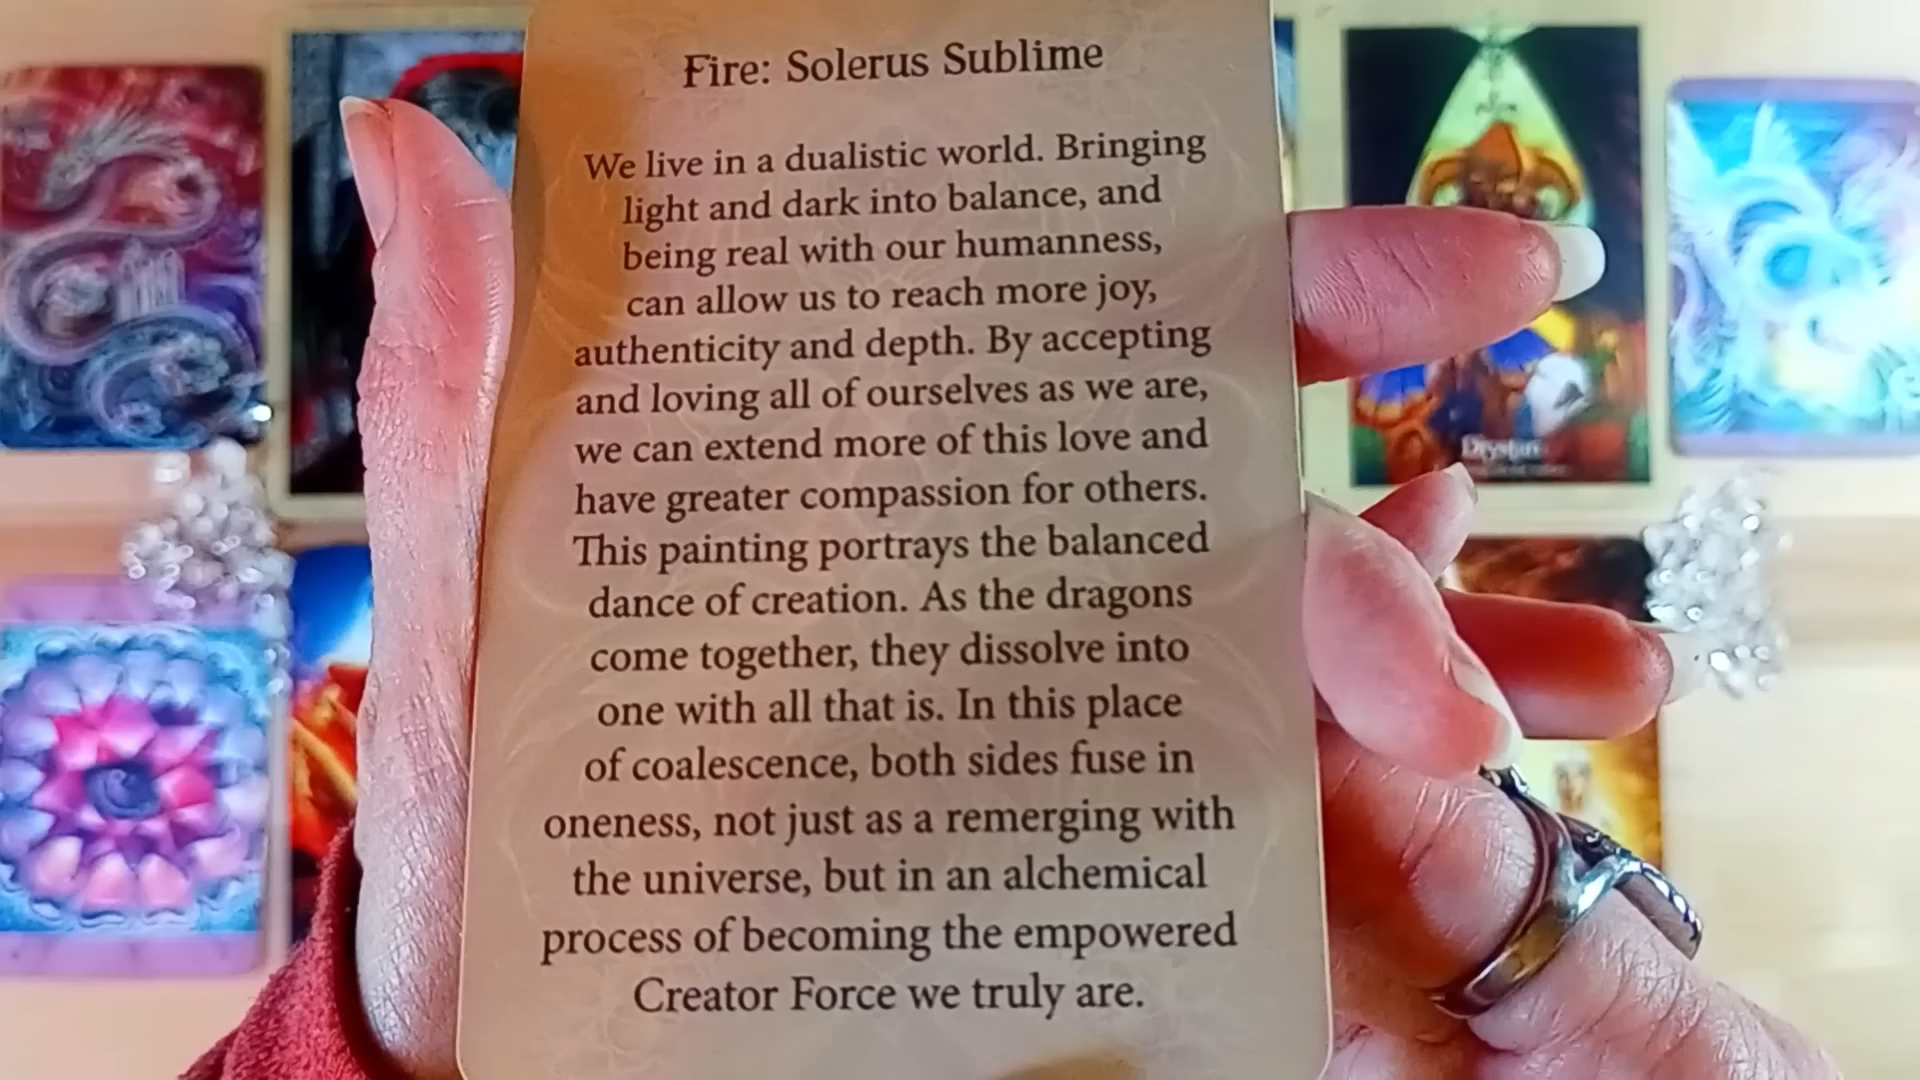 Fire: Solerus Sublime
We live in a dualistic world. Bringing
light and dark into balance, and
being real with our humanness,
can allow us to reach more joy,
authenticity and depth. By accepting
and loving all of ourselves as we are,
we can extend more of this love and
have greater compassion for others.
This painting portrays the balanced
dance of creation. As the dragons
come together, they dissolve into
one with all that is. In this place
of coalescence, both sides fuse in
oneness, not just as a remerging with
the universe, but in an alchemical
process of becoming the empowered
Creator Force we truly are.